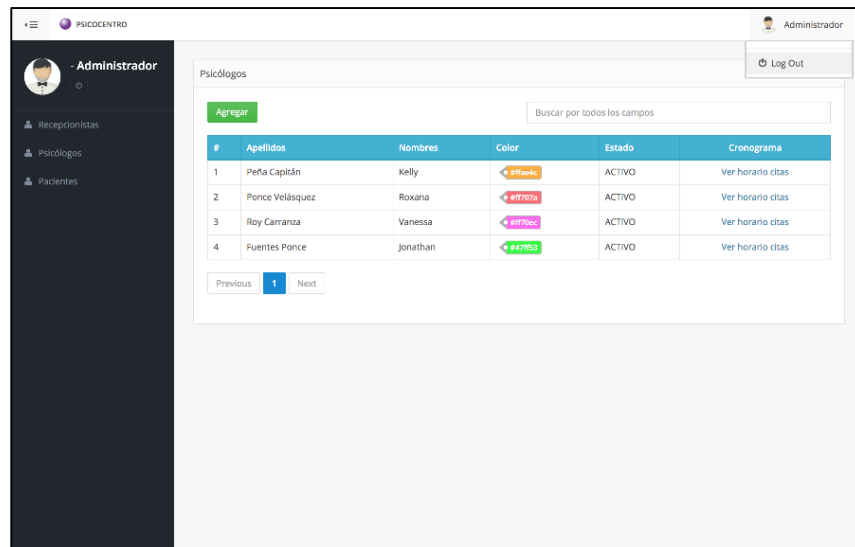 PSICOCENTRO
Administrador
Log Out
- Administrador
Recepcionistas
Psicólogos
Pacientes
Psicólogos
Agregar
Buscar por todos los campos
# Apellidos Nombres Color Estado Cronograma
1 Peña Capitán Kelly #ffae4c ACTIVO Ver horario citas
2 Ponce Velásquez Roxana #ff707a ACTIVO Ver horario citas
3 Roy Carranza Vanessa #ff70ec ACTIVO Ver horario citas
4 Fuentes Ponce Jonathan #47ff53 ACTIVO Ver horario citas
Previous 1 Next